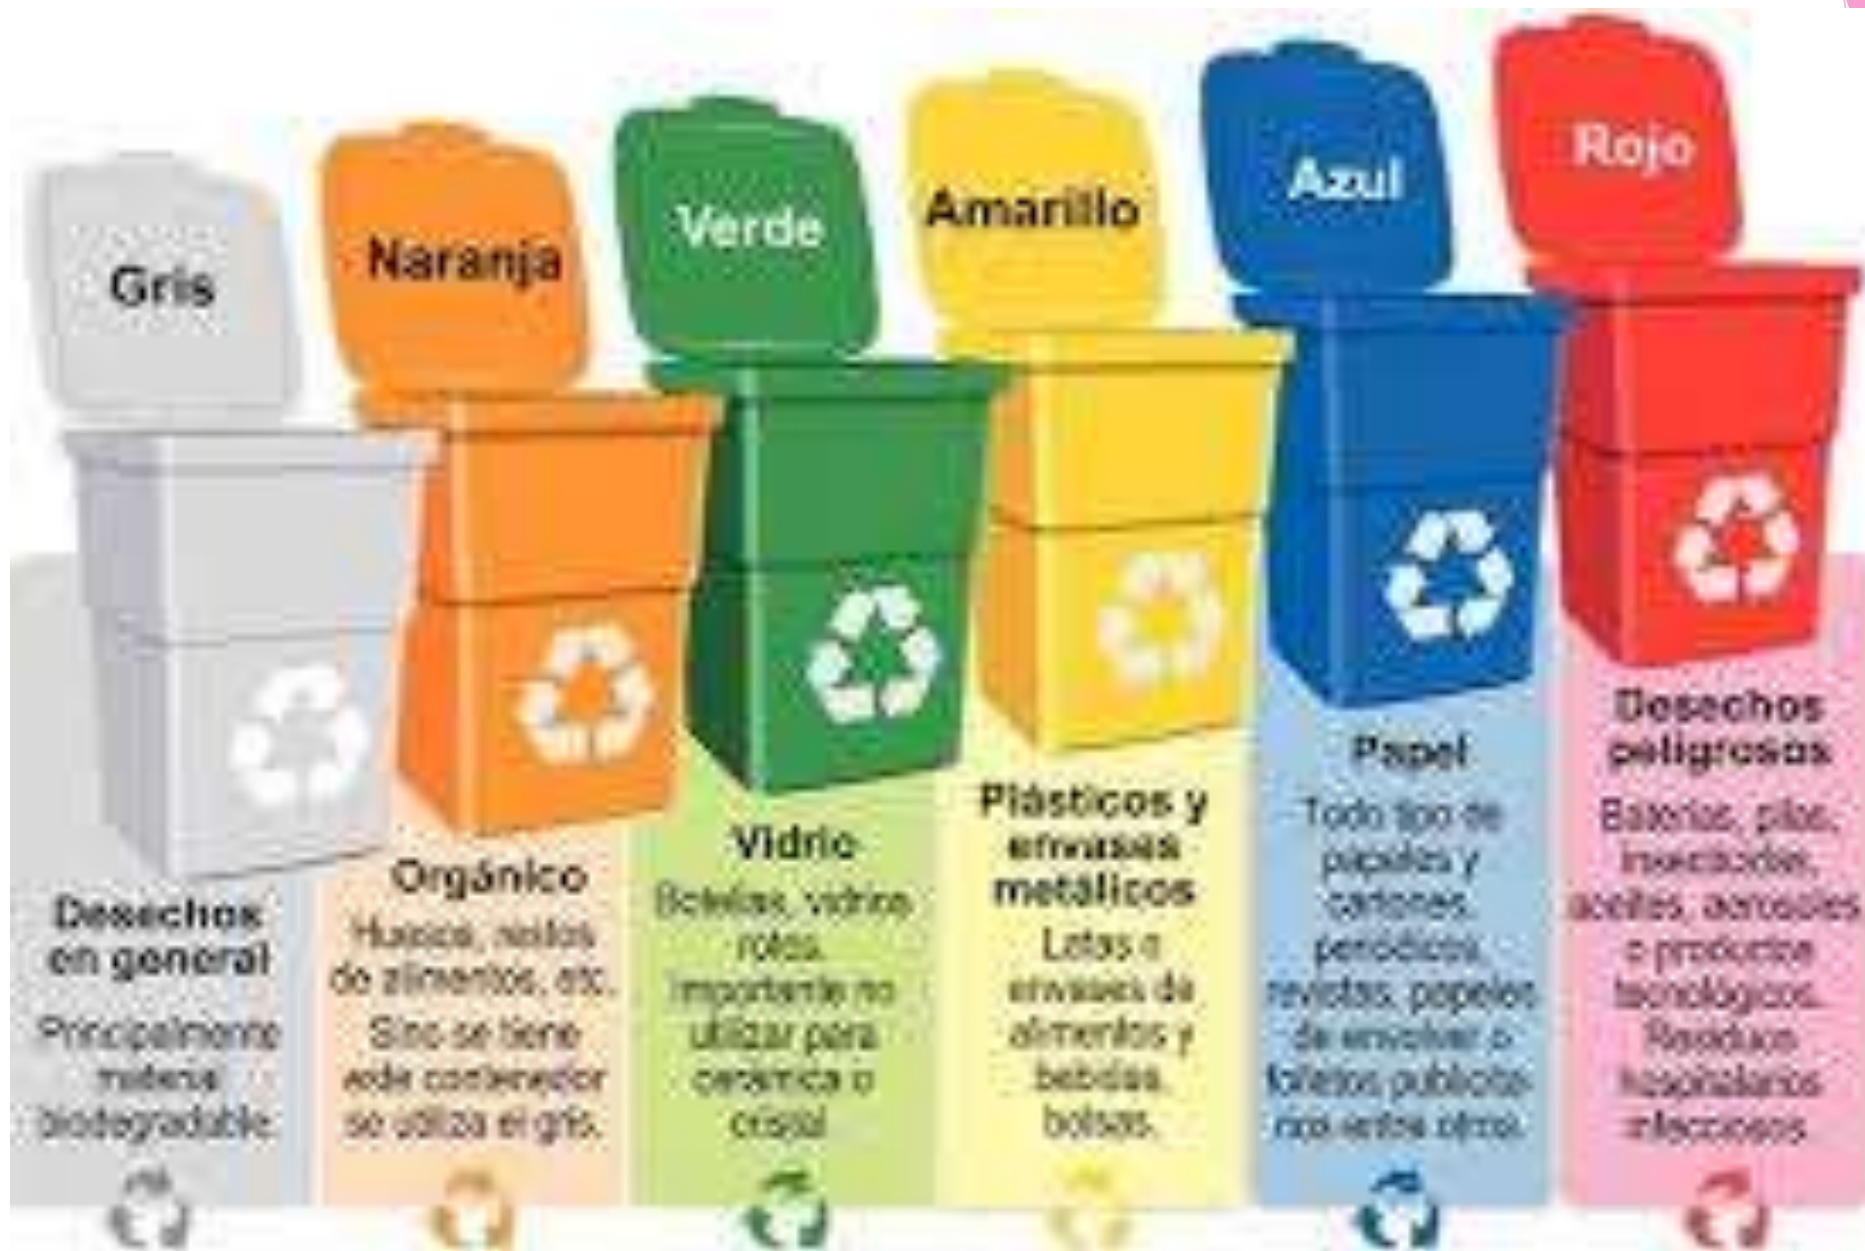 Gris
Desechos
en general
Principalmente
materia
biodegradable.
Naranja
Orgánico
Huesos, restos
de alimentos, etc.
Sino se tiene
este contenedor
se utiliza el gris.
Verde
Vidrio
Botellas, vidrios
rotos.
Importante no
utilizar para
cerámica o
cristal
Amarillo
Plásticos y
envases
metálicos
Latas o
envases de
alimentos y
bebidas,
bolsas.
Azul
Papel
Todo tipo de
papeles y
cartones,
periódicos,
revistas, papeles
de envolver o
folletos publicita-
rios entre otros.
Rojo
Desechos
peligrosos
Baterías, pilas,
insecticidas,
aceites, aerosoles
o productos
tecnológicos.
Residuos
hospitalarios
infecciosos.